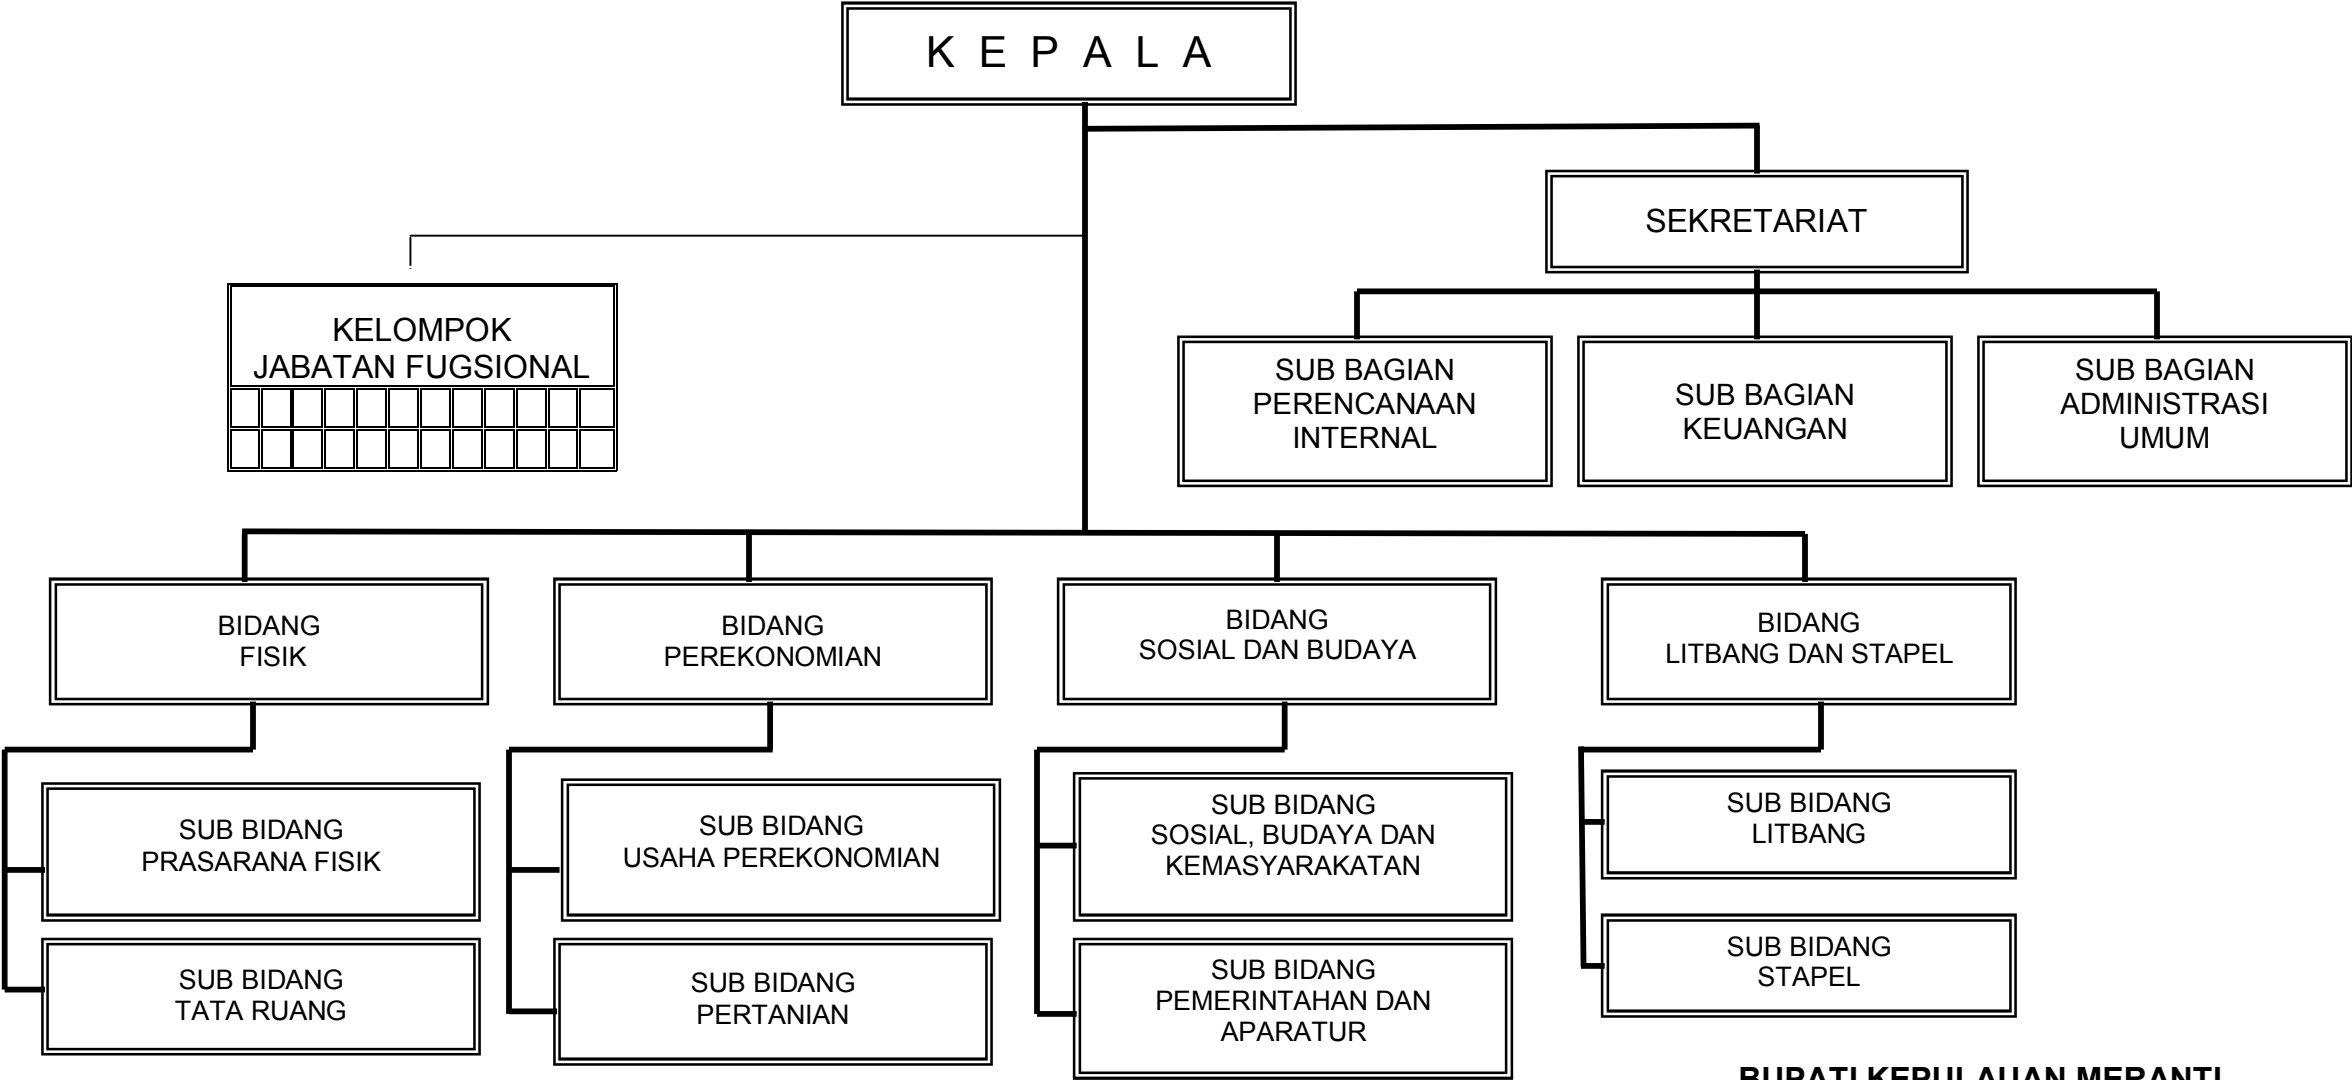 K E P A L A
SEKRETARIAT
KELOMPOK
JABATAN FUGSIONAL
SUB BAGIAN
PERENCANAAN
INTERNAL
SUB BAGIAN
KEUANGAN
SUB BAGIAN
ADMINISTRASI
UMUM
BIDANG
FISIK
BIDANG
PEREKONOMIAN
BIDANG
SOSIAL DAN BUDAYA
BIDANG
LITBANG DAN STAPEL
SUB BIDANG
PRASARANA FISIK
SUB BIDANG
USAHA PEREKONOMIAN
SUB BIDANG
SOSIAL, BUDAYA DAN
KEMASYARAKATAN
SUB BIDANG
LITBANG
SUB BIDANG
TATA RUANG
SUB BIDANG
PERTANIAN
SUB BIDANG
PEMERINTAHAN DAN
APARATUR
SUB BIDANG
STAPEL
BUPATI KEPULAUAN MERANTI